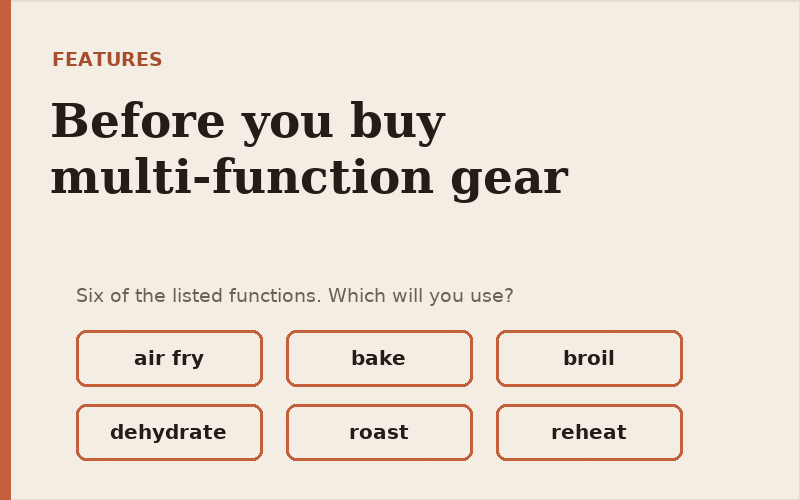 FEATURES
Before you buy
multi-function gear
Six of the listed functions. Which will you use?
air fry
bake
broil
dehydrate
roast
reheat